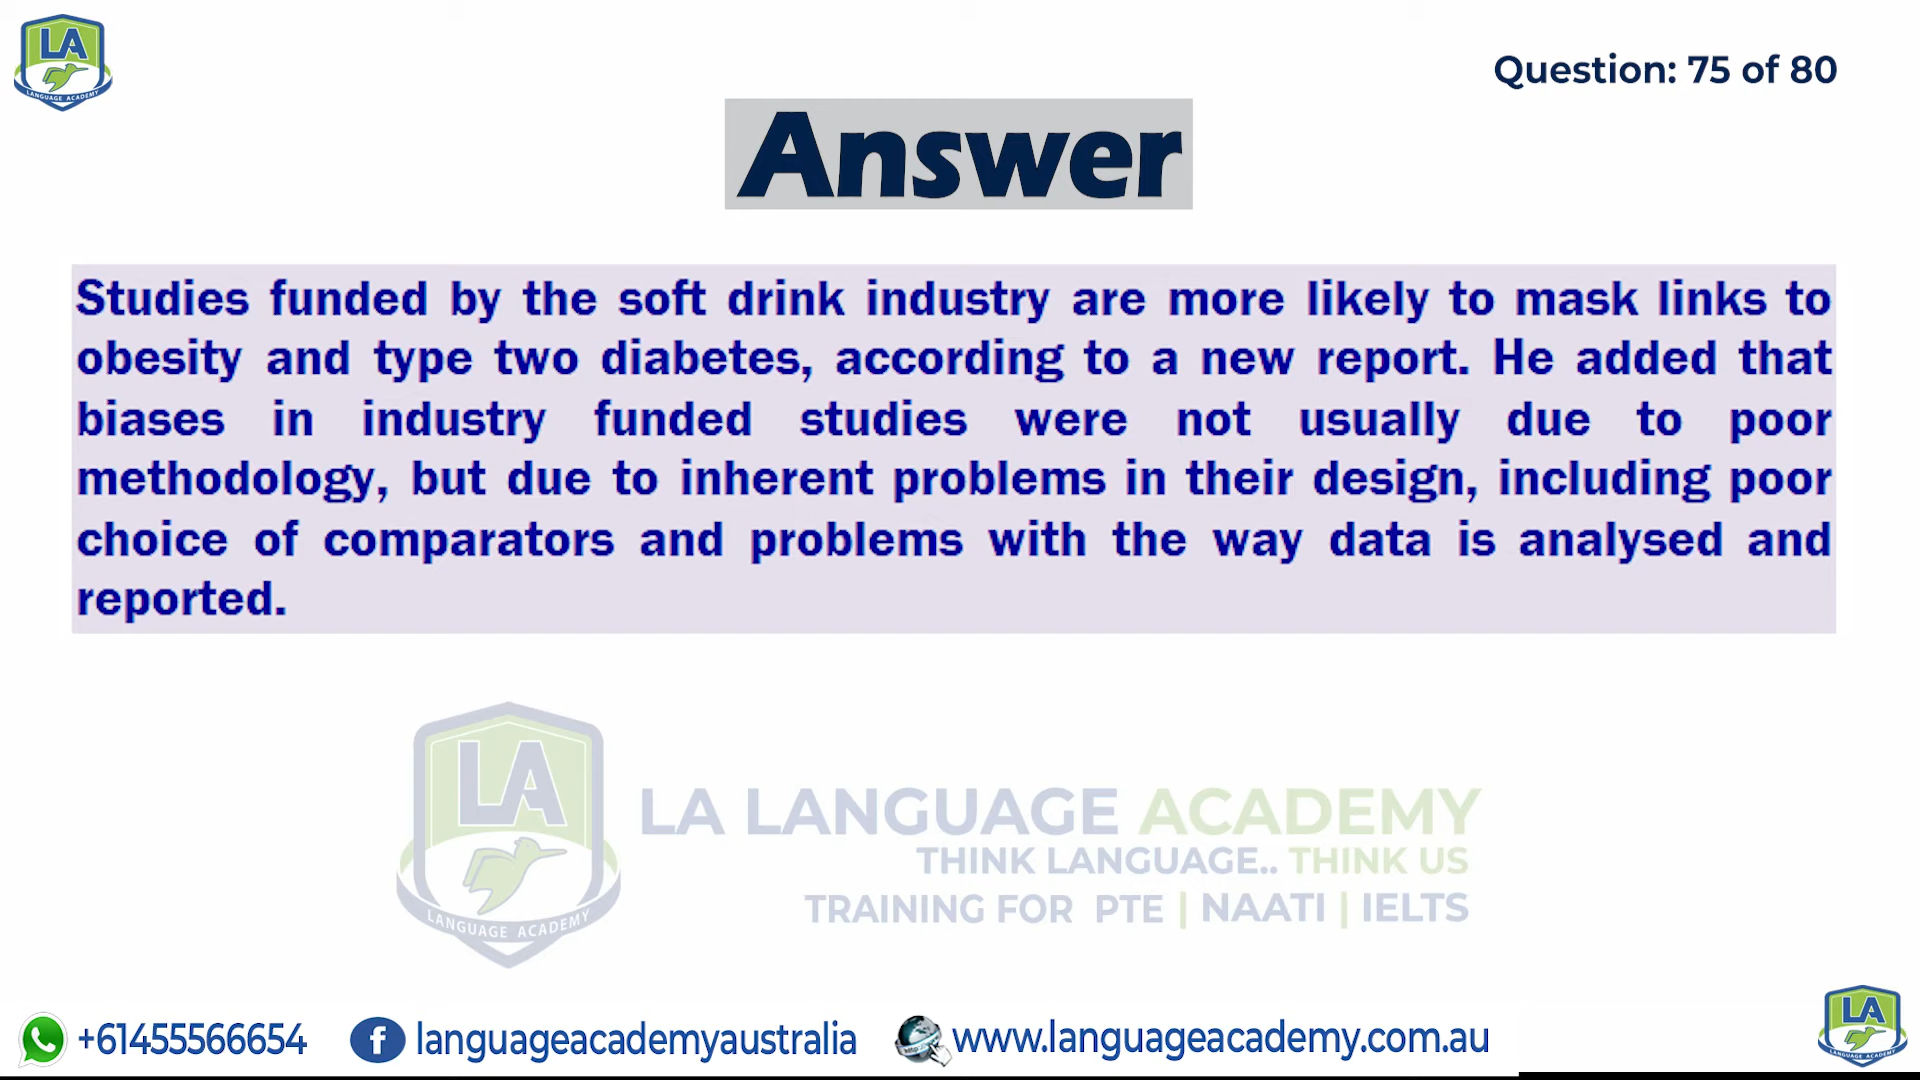 LA
LANGUAGE ACADEMY
Question: 75 of 80
Answer
Studies funded by the soft drink industry are more likely to mask links to
obesity and type two diabetes, according to a new report. He added that
biases in industry funded studies were not usually due to poor
methodology, but due to inherent problems in their design, including poor
choice of comparators and problems with the way data is analysed and
reported.
LA
LANGUAGE ACADEMY
LA LANGUAGE ACADEMY
THINK LANGUAGE.. THINK US
TRAINING FOR PTE | NAATI | IELTS
+61455566654
f languageacademyaustralia
www.languageacademy.com.au
LA
LANGUAGE ACADEMY